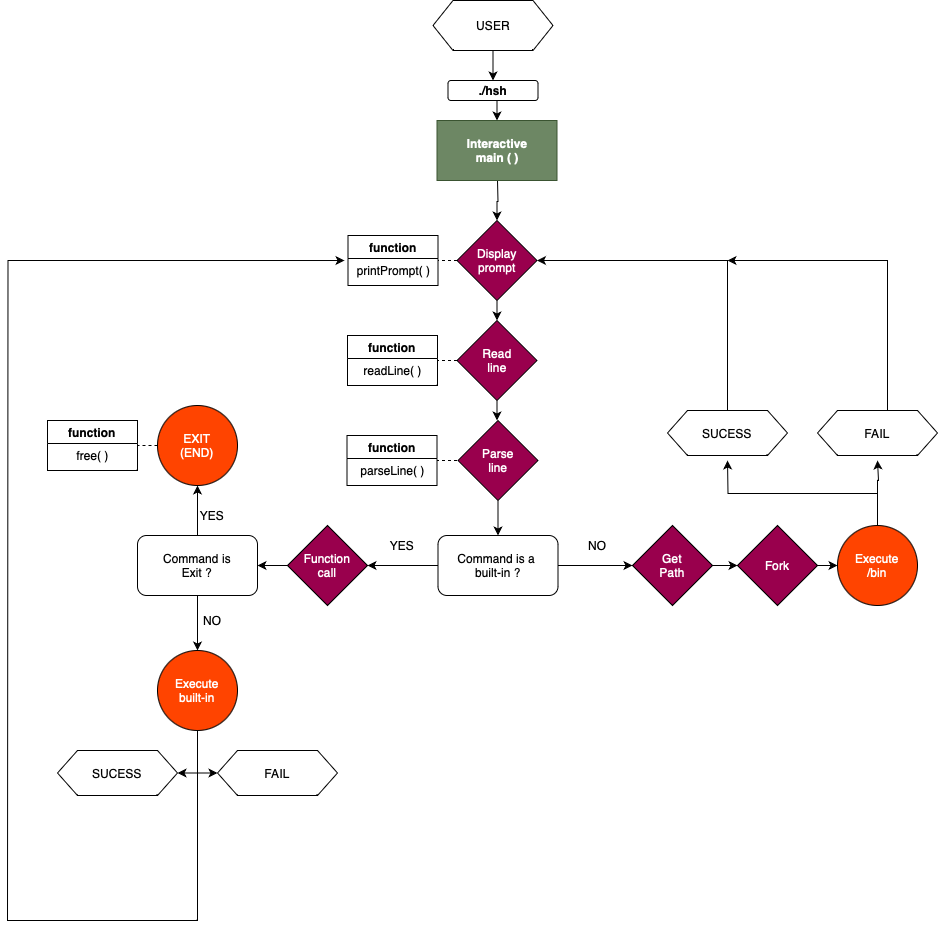 USER
./hsh
Interactive
main ( )
function
printPrompt( )
Display
prompt
function
readLine( )
Read
line
function
parseLine( )
Parse
line
function
free( )
EXIT
(END)
SUCESS
FAIL
YES
Command is
Exit ?
Function
call
YES
Command is a
built-in ?
NO
Get
Path
Fork
Execute
/bin
NO
Execute
built-in
SUCESS
FAIL